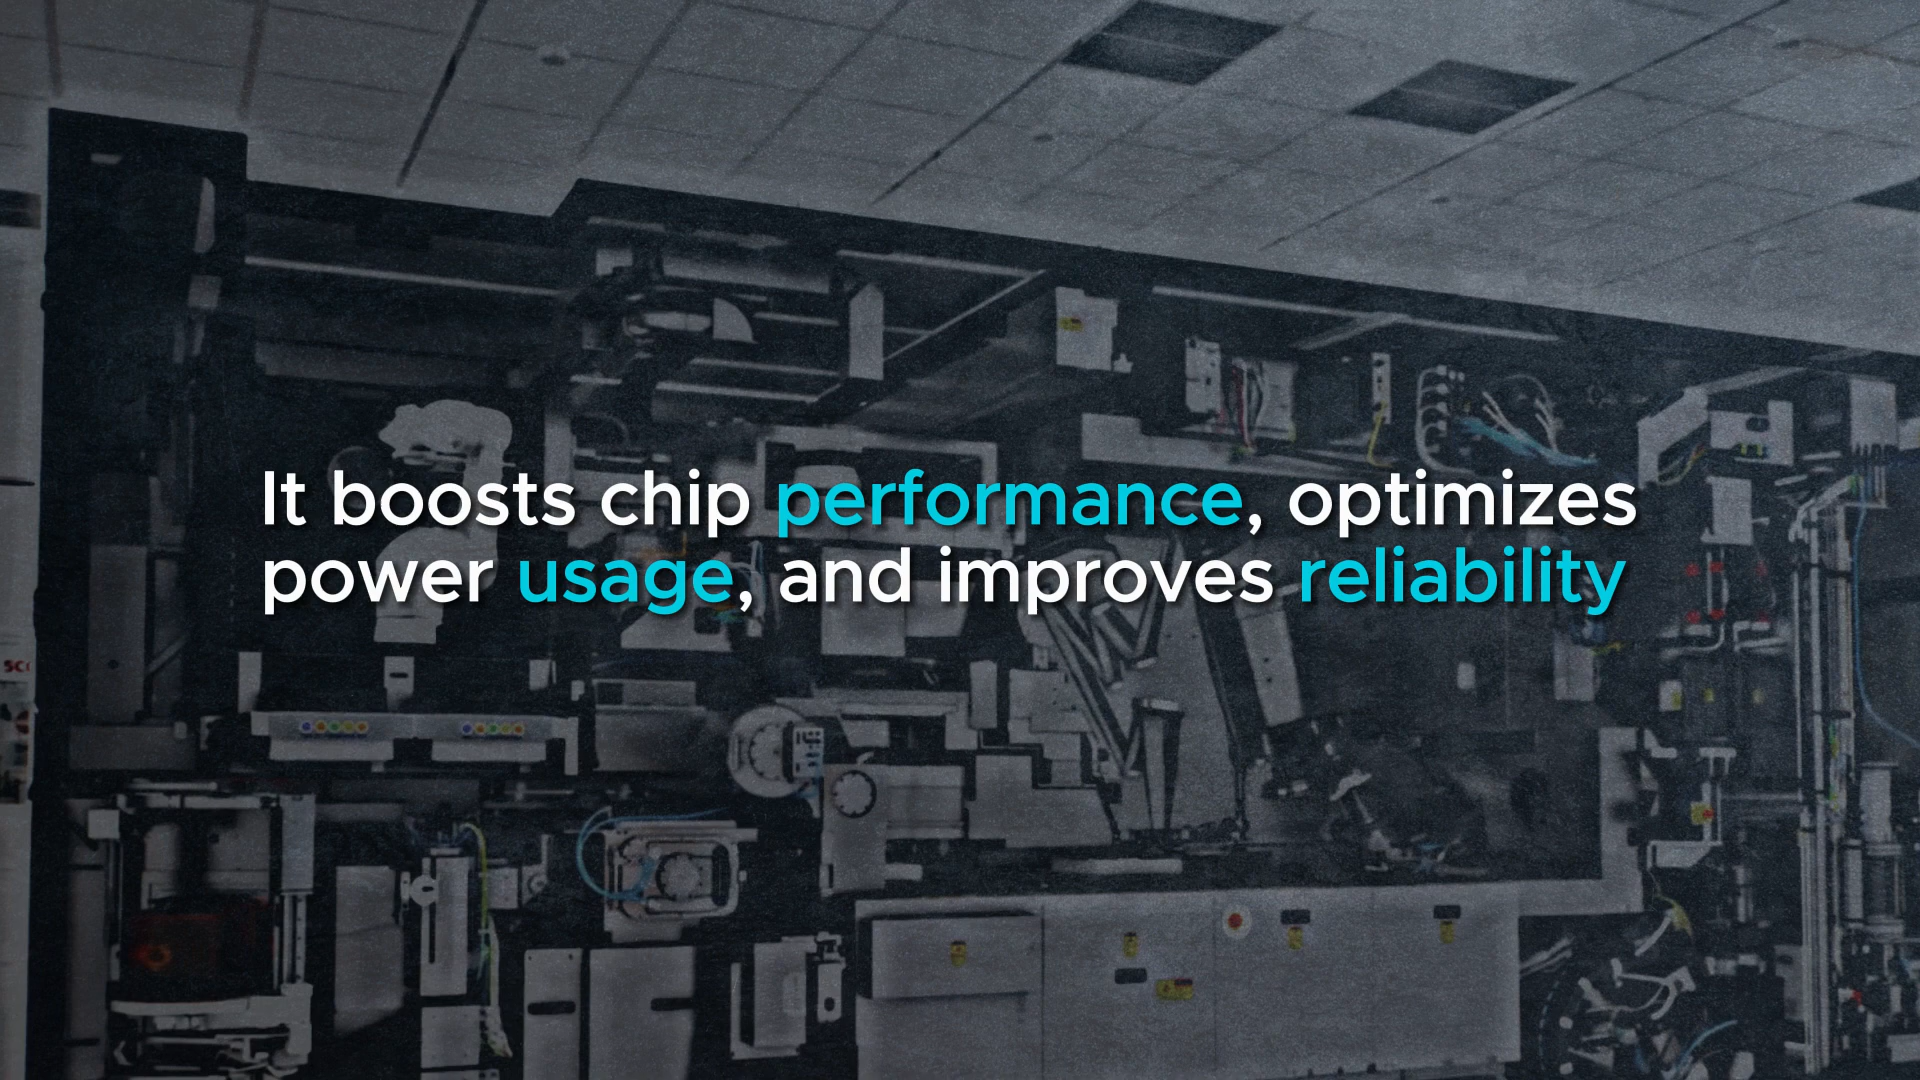 It boosts chip performance, optimizes
power usage, and improves reliability